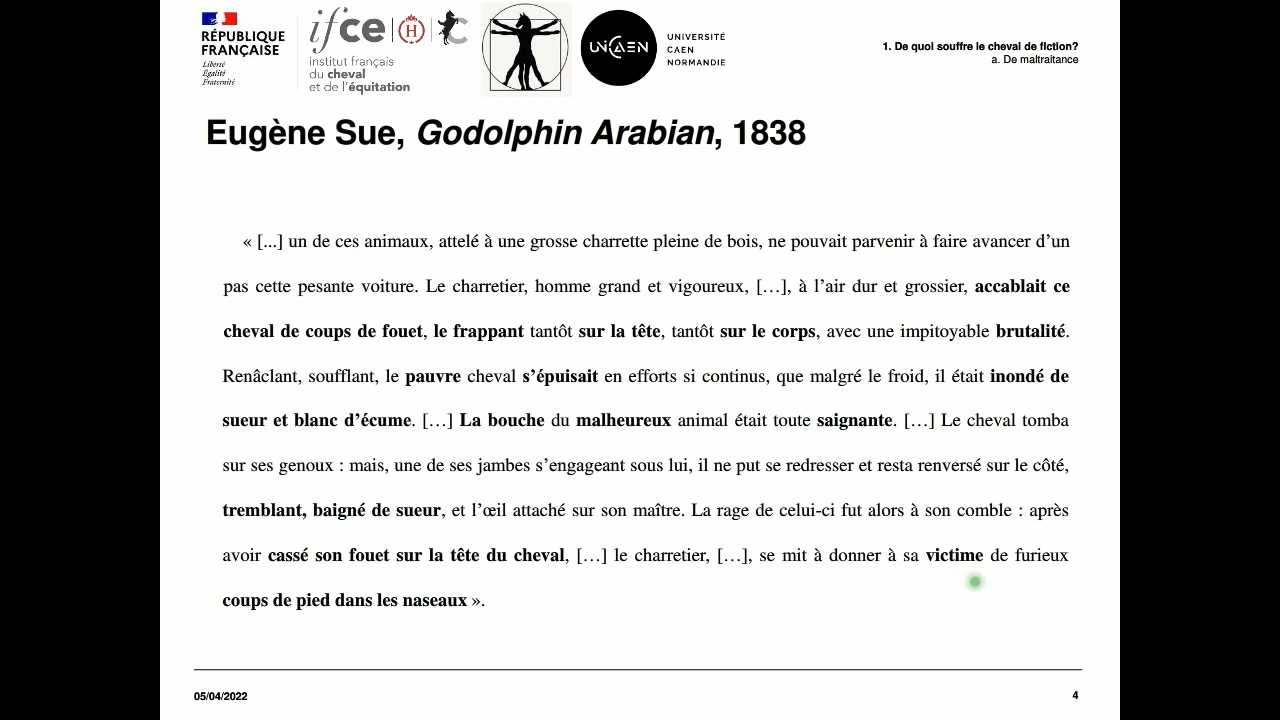 RÉPUBLIQUE
FRANÇAISE
Liberté
Égalité
Fraternité
ifce
H
institut français
du cheval
et de l'équitation
UNICAEN
UNIVERSITÉ
CAEN
NORMANDIE
1. De quoi souffre le cheval de fiction?
a. De maltraitance
Eugène Sue, Godolphin Arabian, 1838
« [...] un de ces animaux, attelé à une grosse charrette pleine de bois, ne pouvait parvenir à faire avancer d’un
pas cette pesante voiture. Le charretier, homme grand et vigoureux, […], à l’air dur et grossier, accablait ce
cheval de coups de fouet, le frappant tantôt sur la tête, tantôt sur le corps, avec une impitoyable brutalité.
Renâclant, soufflant, le pauvre cheval s’épuisait en efforts si continus, que malgré le froid, il était inondé de
sueur et blanc d’écume. […] La bouche du malheureux animal était toute saignante. […] Le cheval tomba
sur ses genoux : mais, une de ses jambes s’engageant sous lui, il ne put se redresser et resta renversé sur le côté,
tremblant, baigné de sueur, et l’œil attaché sur son maître. La rage de celui-ci fut alors à son comble : après
avoir cassé son fouet sur la tête du cheval, […] le charretier, […], se mit à donner à sa victime de furieux
coups de pied dans les naseaux ».
05/04/2022
4